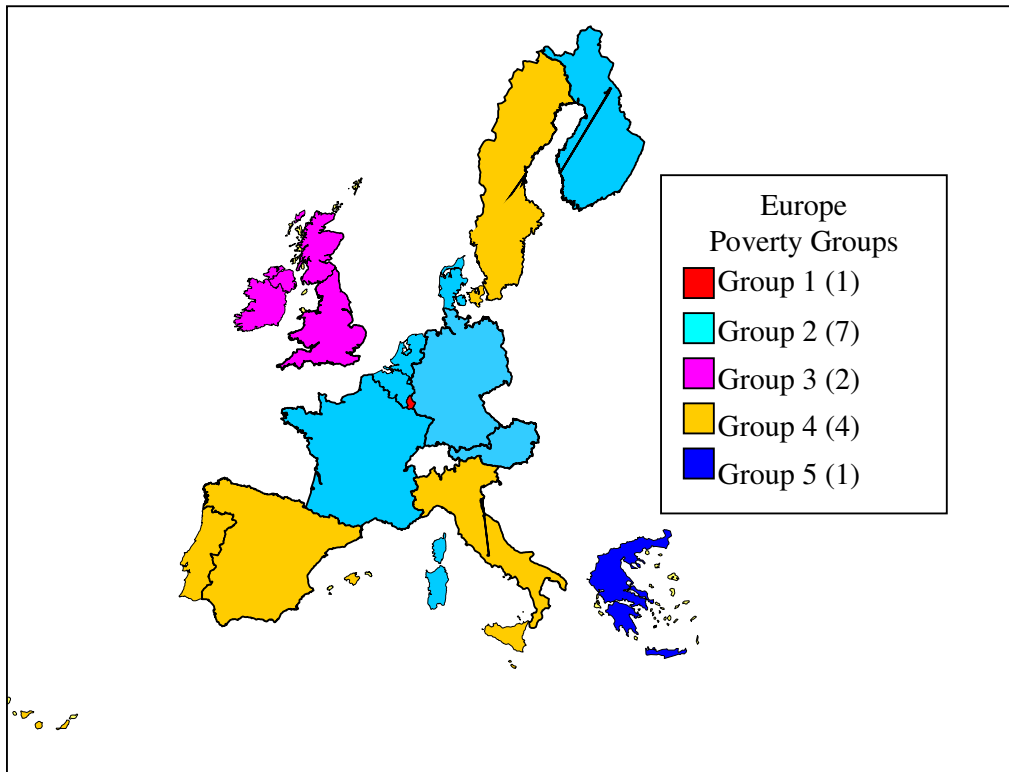 Europe
Poverty Groups
Group 1 (1)
Group 2 (7)
Group 3 (2)
Group 4 (4)
Group 5 (1)